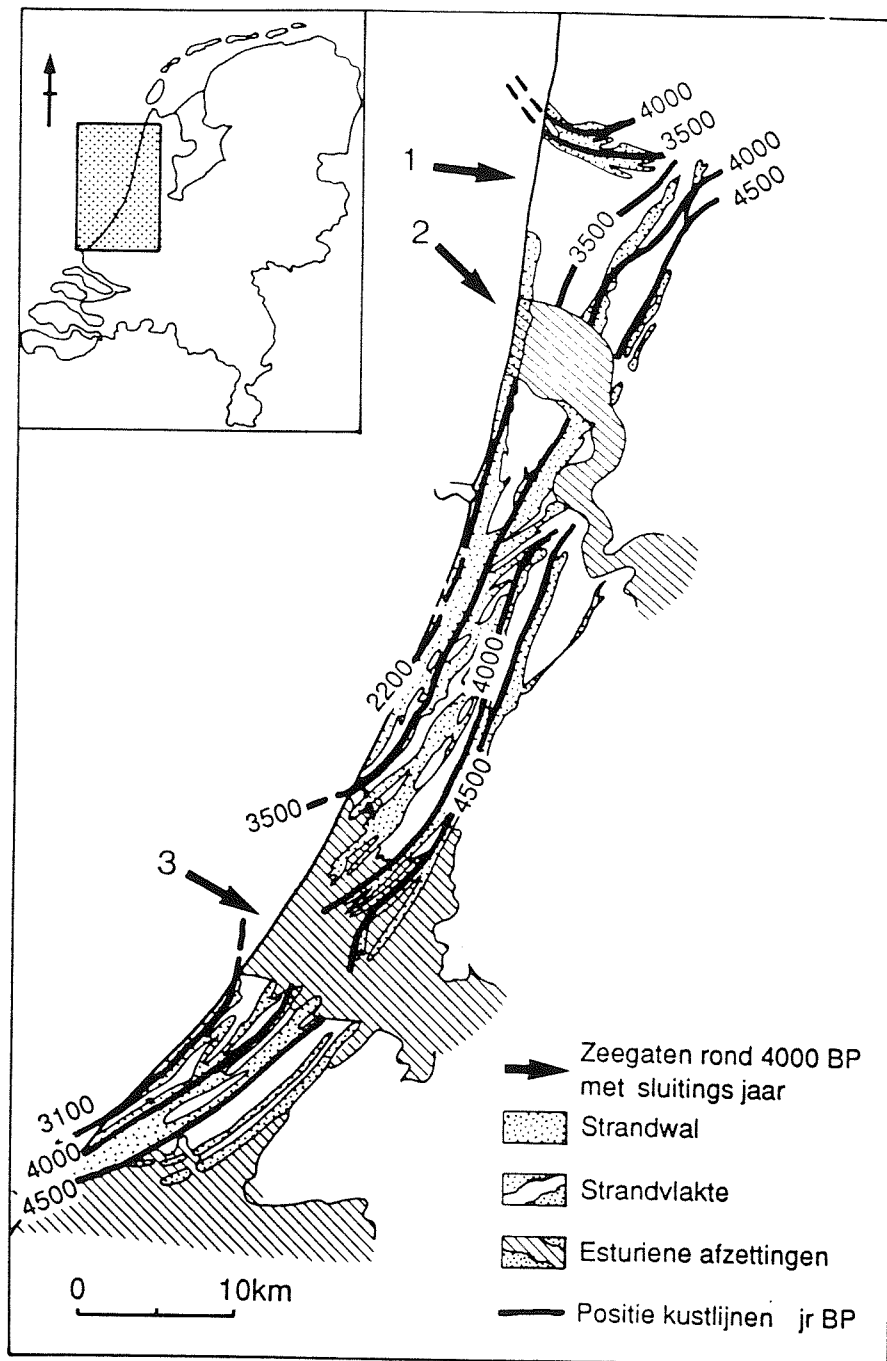 4000
3500
4000
4500
3500
1
2
2200
4000
4500
3500
3
3100
4000
4500
Zeegaten rond 4000 BP
met sluitings jaar
Strandwal
Strandvlakte
Esturiene afzettingen
Positie kustlijnen jr BP
0 10km